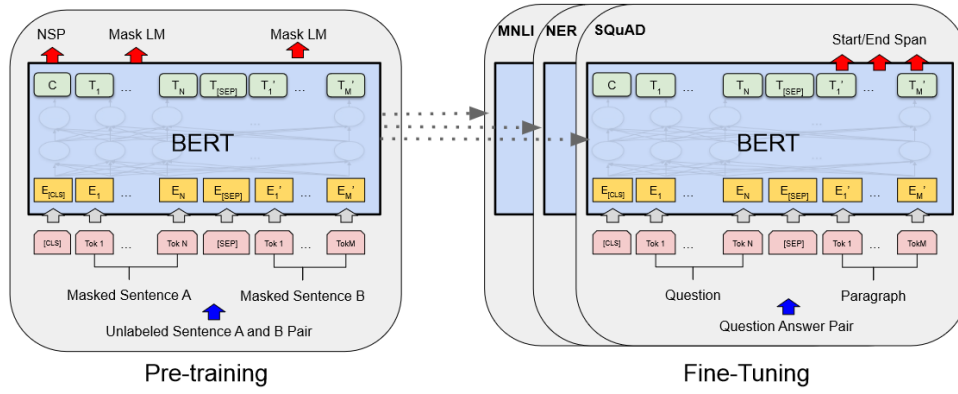 NSP Mask LM Mask LM
C T1 ... TN T[SEP] T1' ... TM'
BERT
E[CLS] E1 ... EN E[SEP] E1' ... EM'
[CLS] Tok 1 ... Tok N [SEP] Tok 1 ... TokM
Masked Sentence A Masked Sentence B
Unlabeled Sentence A and B Pair
Pre-training
MNLI NER SQuAD
Start/End Span
C T1 ... TN T[SEP] T1' ... TM'
BERT
E[CLS] E1 ... EN E[SEP] E1' ... EM'
[CLS] Tok 1 ... Tok N [SEP] Tok 1 ... TokM
Question Paragraph
Question Answer Pair
Fine-Tuning